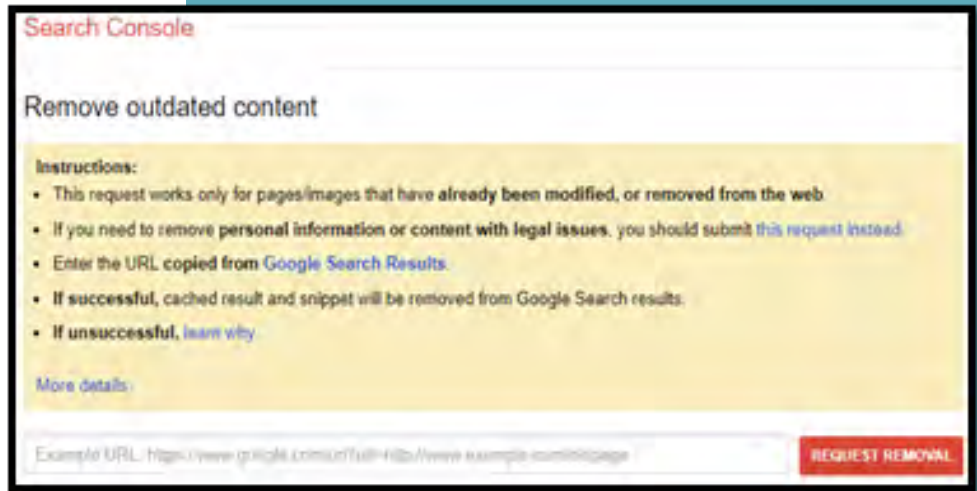 Search Console
Remove outdated content
Instructions:
• This request works only for pages/images that have already been modified, or removed from the web.
• If you need to remove personal information or content with legal issues, you should submit this request instead.
• Enter the URL copied from Google Search Results.
• If successful, cached result and snippet will be removed from Google Search results.
• If unsuccessful, learn why.
More details
Example URL: REQUEST REMOVAL